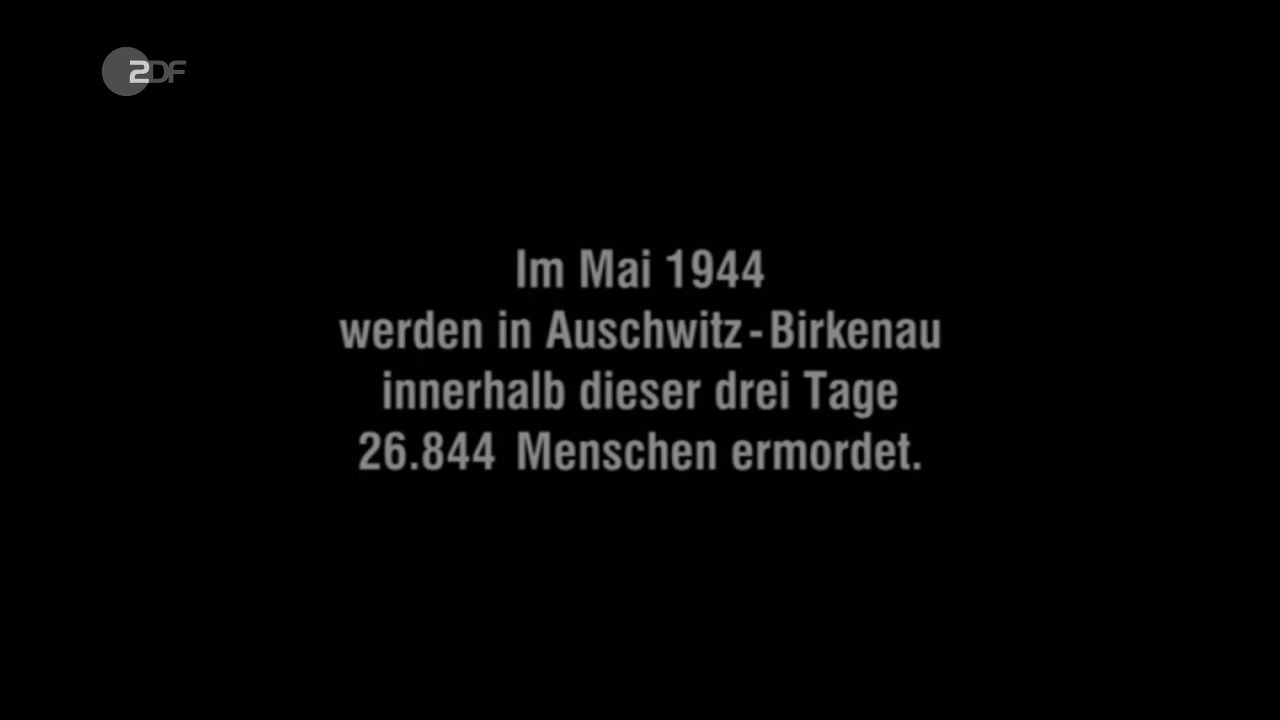 ZDF
Im Mai 1944
werden in Auschwitz-Birkenau
innerhalb dieser drei Tage
26.844 Menschen ermordet.